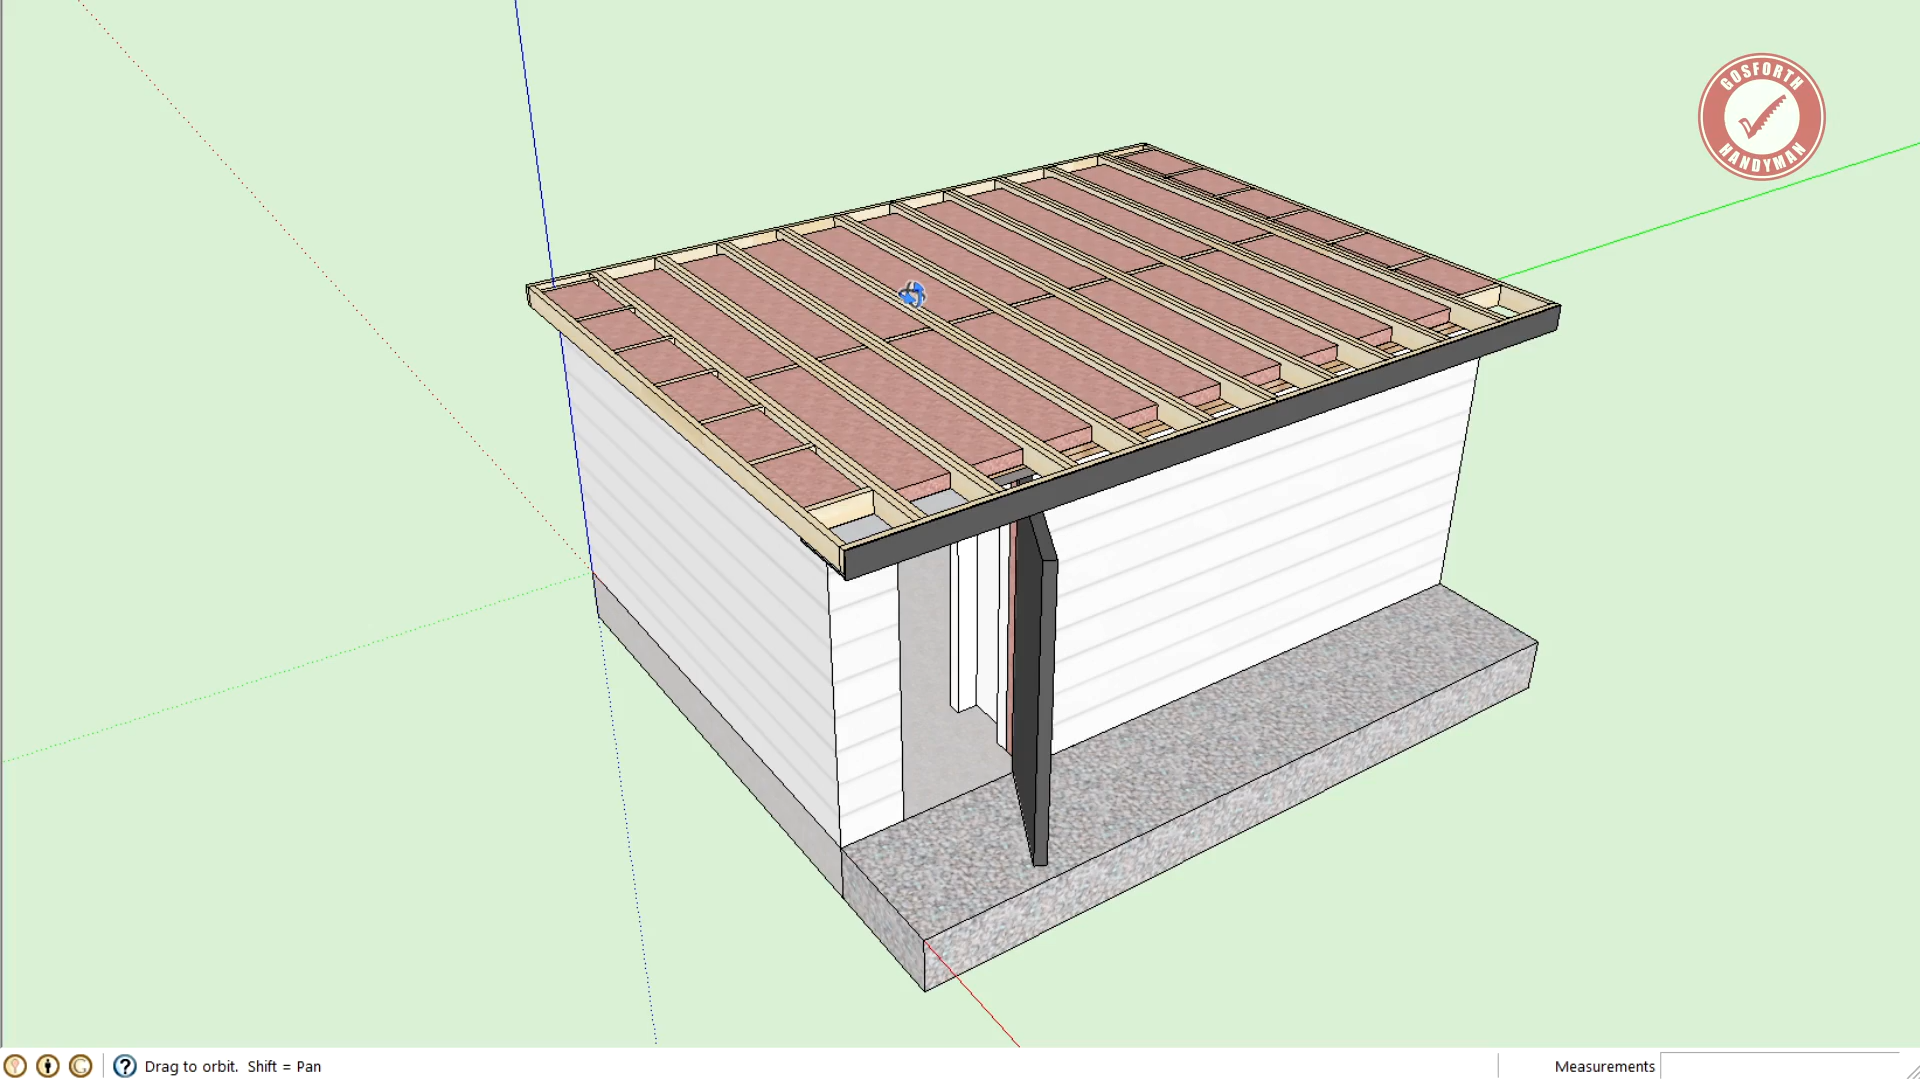 GOSFORTH
HANDYMAN
Drag to orbit. Shift = Pan
Measurements